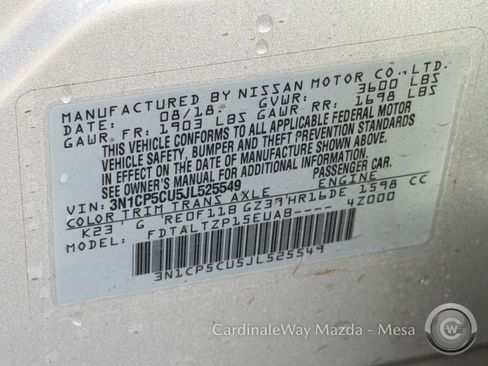 MANUFACTURED BY NISSAN MOTOR CO., LTD.
DATE: 08/18. GVWR: 3600 LBS
GAWR FR: 1903 LBS GAWR RR: 1698 LBS
THIS VEHICLE CONFORMS TO ALL APPLICABLE FEDERAL MOTOR
VEHICLE SAFETY, BUMPER AND THEFT PREVENTION STANDARDS
IN EFFECT ON THE DATE OF MANUFACTURE SHOWN ABOVE.
SEE OWNER'S MANUAL FOR ADDITIONAL INFORMATION.
VIN: 3N1CP5CU5JL525549 PASSENGER CAR.
COLOR TRIM TRANS AXLE ENGINE
K23 G RE0F11B GZ39 HR16DE 1598 CC
MODEL: FDTALTZP15EUAB---- 4Z000
3N1CP5CU5JL525549
CardinaleWay Mazda - Mesa
CW